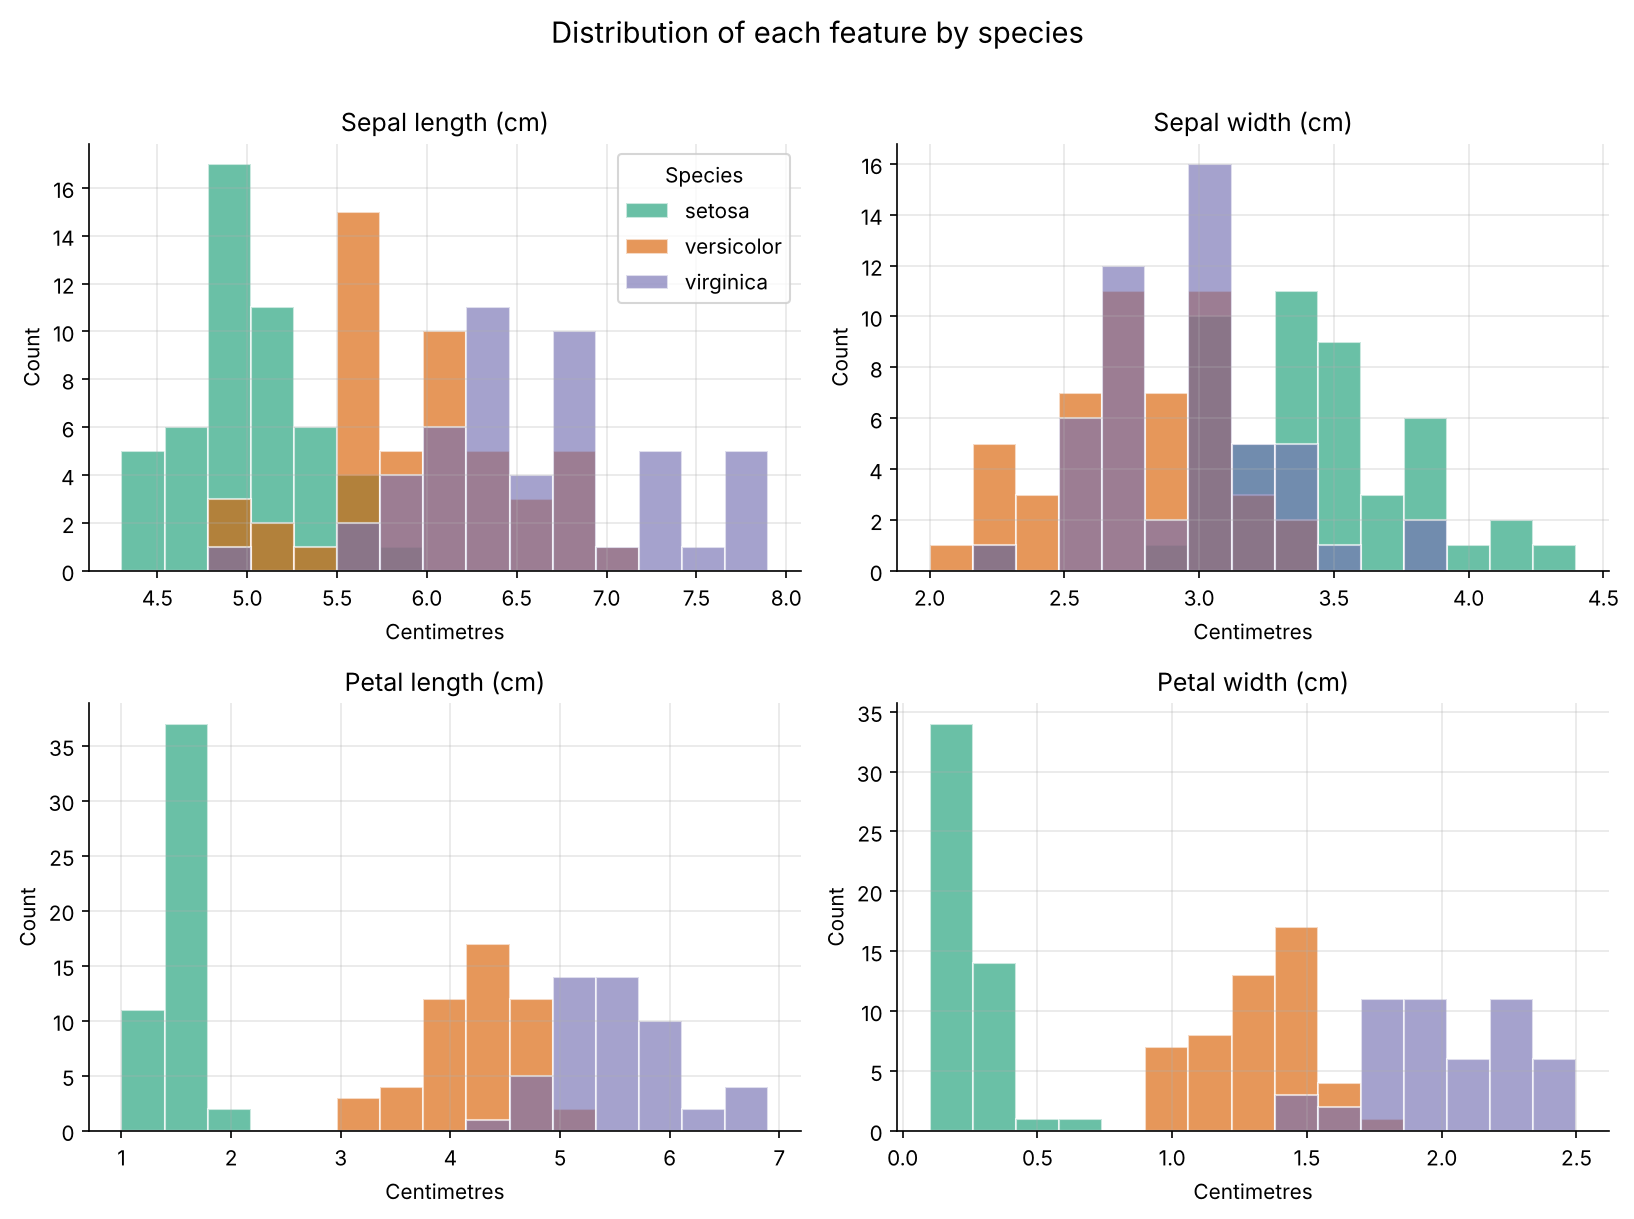 Distribution of each feature by species
Sepal length (cm)
Count
0
2
4
6
8
10
12
14
16
Species
setosa
versicolor
virginica
4.5 5.0 5.5 6.0 6.5 7.0 7.5 8.0
Centimetres
Sepal width (cm)
Count
0
2
4
6
8
10
12
14
16
2.0 2.5 3.0 3.5 4.0 4.5
Centimetres
Petal length (cm)
Count
0
5
10
15
20
25
30
35
1 2 3 4 5 6 7
Centimetres
Petal width (cm)
Count
0
5
10
15
20
25
30
35
0.0 0.5 1.0 1.5 2.0 2.5
Centimetres